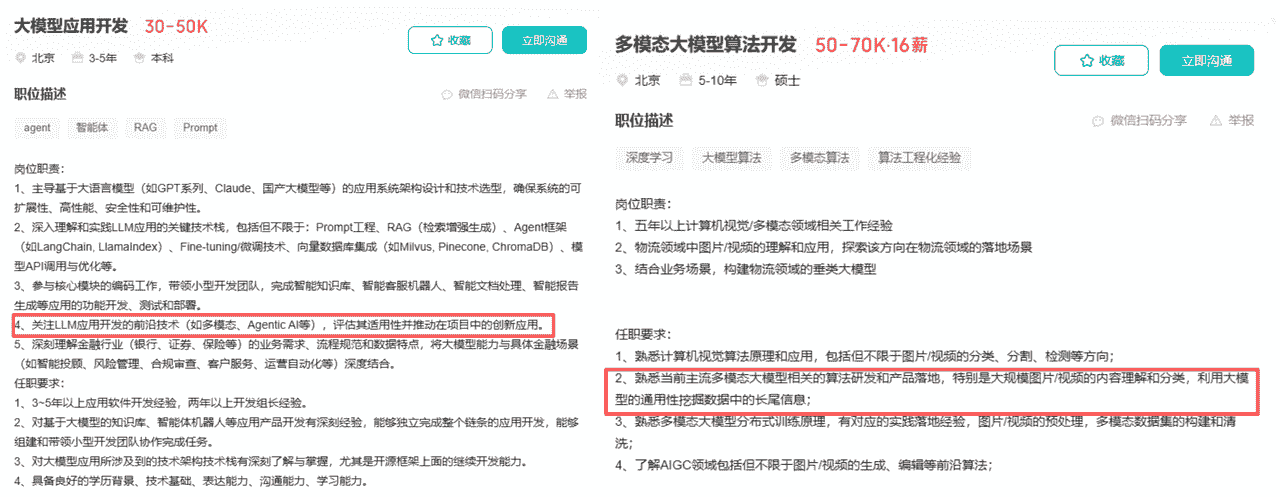 大模型应用开发 30-50K
收藏
立即沟通
北京 3-5年 本科
职位描述
微信扫码分享 举报
agent 智能体 RAG Prompt
岗位职责：
1、主导基于大语言模型（如GPT系列、Claude、国产大模型等）的应用系统架构设计和技术选型，确保系统的可
扩展性、高性能、安全性和可维护性。
2、深入理解和实践LLM应用的关键技术栈，包括但不限于：Prompt工程、RAG（检索增强生成）、Agent框架
（如LangChain, LlamaIndex）、Fine-tuning/微调技术、向量数据库集成（如Milvus, Pinecone, ChromaDB）、模
型API调用与优化等。
3、参与核心模块的编码工作，带领小型开发团队，完成智能知识库、智能客服机器人、智能文档处理、智能报告
生成等应用的功能开发、测试和部署。
4、关注LLM应用开发的前沿技术（如多模态、Agentic AI等），评估其适用性并推动在项目中的创新应用。
5、深刻理解金融行业（银行、证券、保险等）的业务需求、流程规范和数据特点，将大模型能力与具体金融场景
（如智能投顾、风险管理、合规审查、客户服务、运营自动化等）深度结合。
任职要求：
1、3~5年以上应用软件开发经验，两年以上开发组长经验。
2、对基于大模型的知识库、智能体机器人等应用产品开发有深刻经验，能够独立完成整个链条的应用开发，能够
组建和带领小型开发团队协作完成任务。
3、对大模型应用所涉及到的技术架构技术栈有深刻了解与掌握，尤其是开源框架上面的继续开发能力。
4、具备良好的学历背景、技术基础、表达能力、沟通能力、学习能力。
多模态大模型算法开发 50-70K·16薪
收藏
立即沟通
北京 5-10年 硕士
职位描述
微信扫码分享 举报
深度学习 大模型算法 多模态算法 算法工程化经验
岗位职责：
1、五年以上计算机视觉/多模态领域相关工作经验
2、物流领域中图片/视频的理解和应用，探索该方向在物流领域的落地场景
3、结合业务场景，构建物流领域的垂类大模型
任职要求：
1、熟悉计算机视觉算法原理和应用，包括但不限于图片/视频的分类、分割、检测等方向；
2、熟悉当前主流多模态大模型相关的算法研发和产品落地，特别是大规模图片/视频的内容理解和分类，利用大模
型的通用性挖掘数据中的长尾信息；
3、熟悉多模态大模型分布式训练原理，有对应的实践落地经验，图片/视频的预处理，多模态数据集的构建和清
洗；
4、了解AIGC领域包括但不限于图片/视频的生成、编辑等前沿算法；